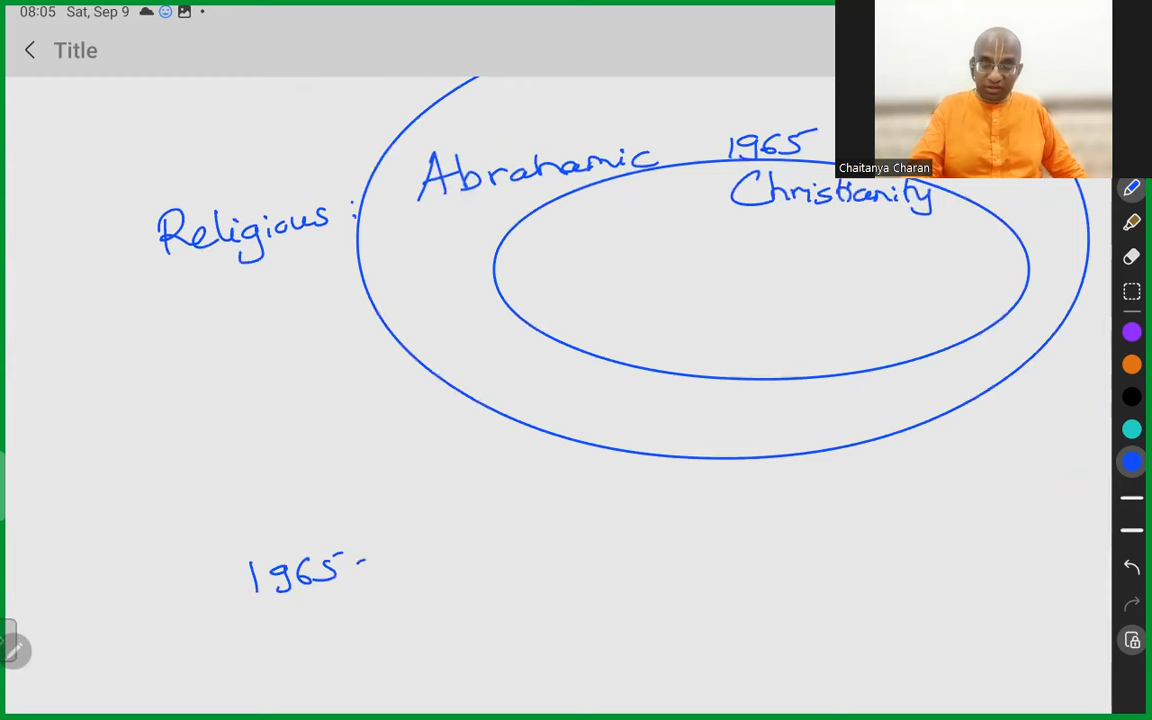 08:05 Sat, Sep 9
Title
Chaitanya Charan
Abrahamic 1965
Christianity
Religious :
1965 -